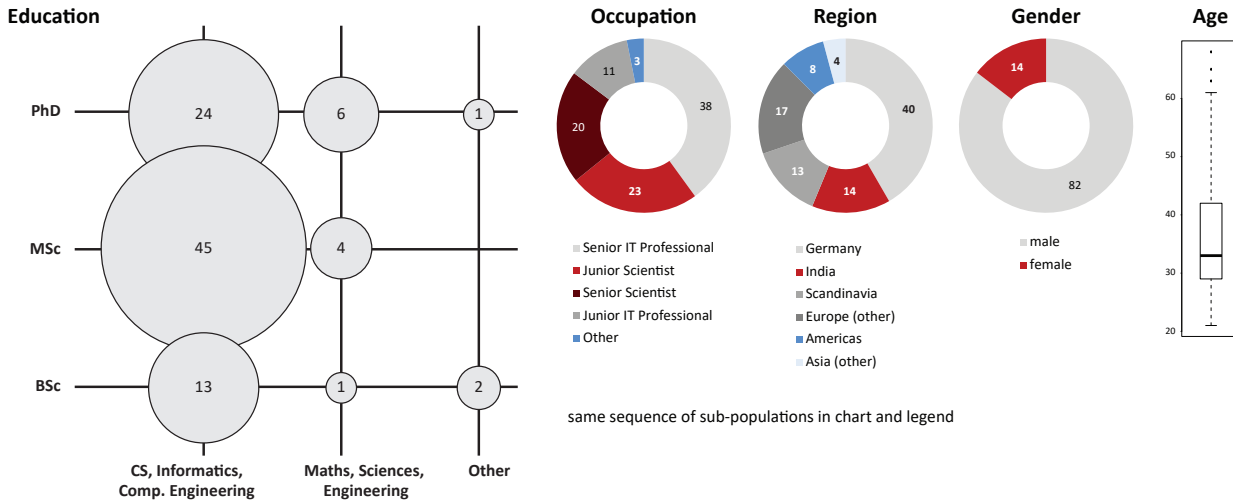 Education
PhD
24
6
1
MSc
45
4
BSc
13
1
2
CS, Informatics,
Comp. Engineering
Maths, Sciences,
Engineering
Other
Occupation
3
11
38
20
23
Senior IT Professional
Junior Scientist
Senior Scientist
Junior IT Professional
Other
Region
4
8
17
40
13
14
Germany
India
Scandinavia
Europe (other)
Americas
Asia (other)
Gender
14
82
male
female
Age
60
50
40
30
20
same sequence of sub-populations in chart and legend